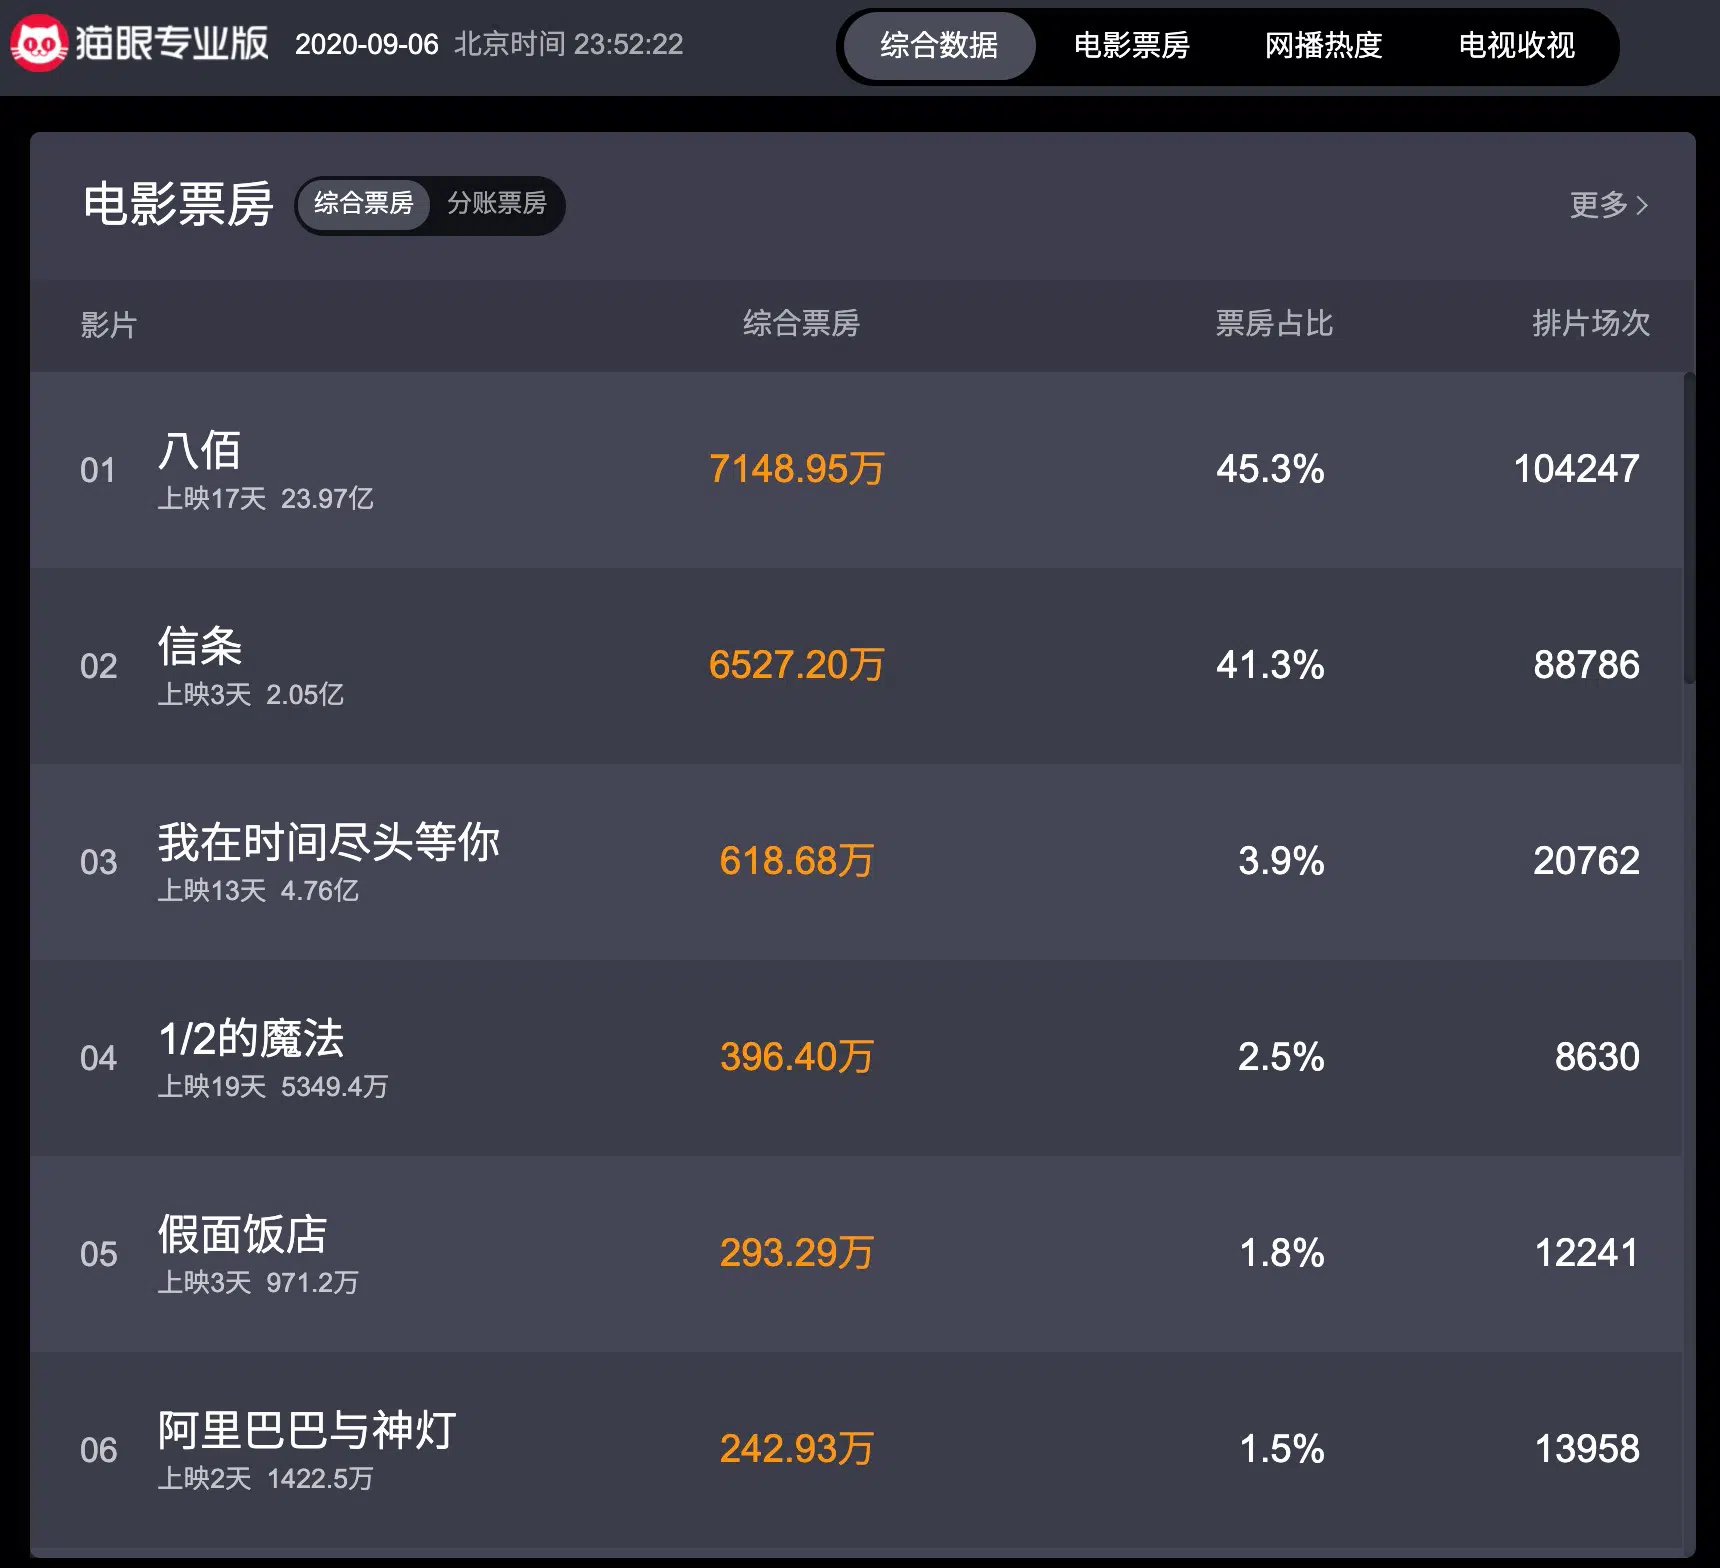 猫眼专业版 2020-09-06 北京时间 23:52:22 综合数据 电影票房 网播热度 电视收视
电影票房 综合票房 分账票房 更多
影片 综合票房 票房占比 排片场次
01 八佰 7148.95万 45.3% 104247
上映17天 23.97亿
02 信条 6527.20万 41.3% 88786
上映3天 2.05亿
03 我在时间尽头等你 618.68万 3.9% 20762
上映13天 4.76亿
04 1/2的魔法 396.40万 2.5% 8630
上映19天 5349.4万
05 假面饭店 293.29万 1.8% 12241
上映3天 971.2万
06 阿里巴巴与神灯 242.93万 1.5% 13958
上映2天 1422.5万